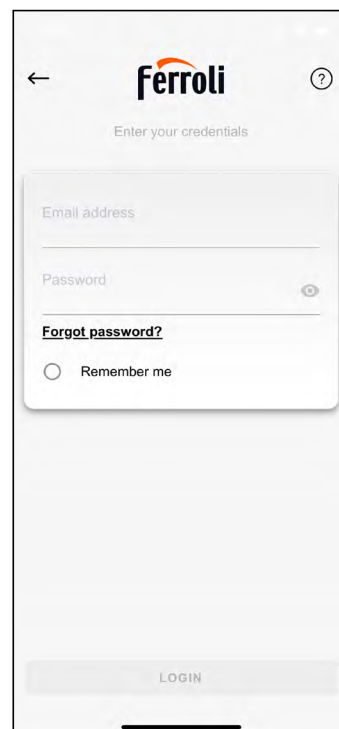 Ferroli
?
Enter your credentials
Email address
Password
Forgot password?
Remember me
LOGIN